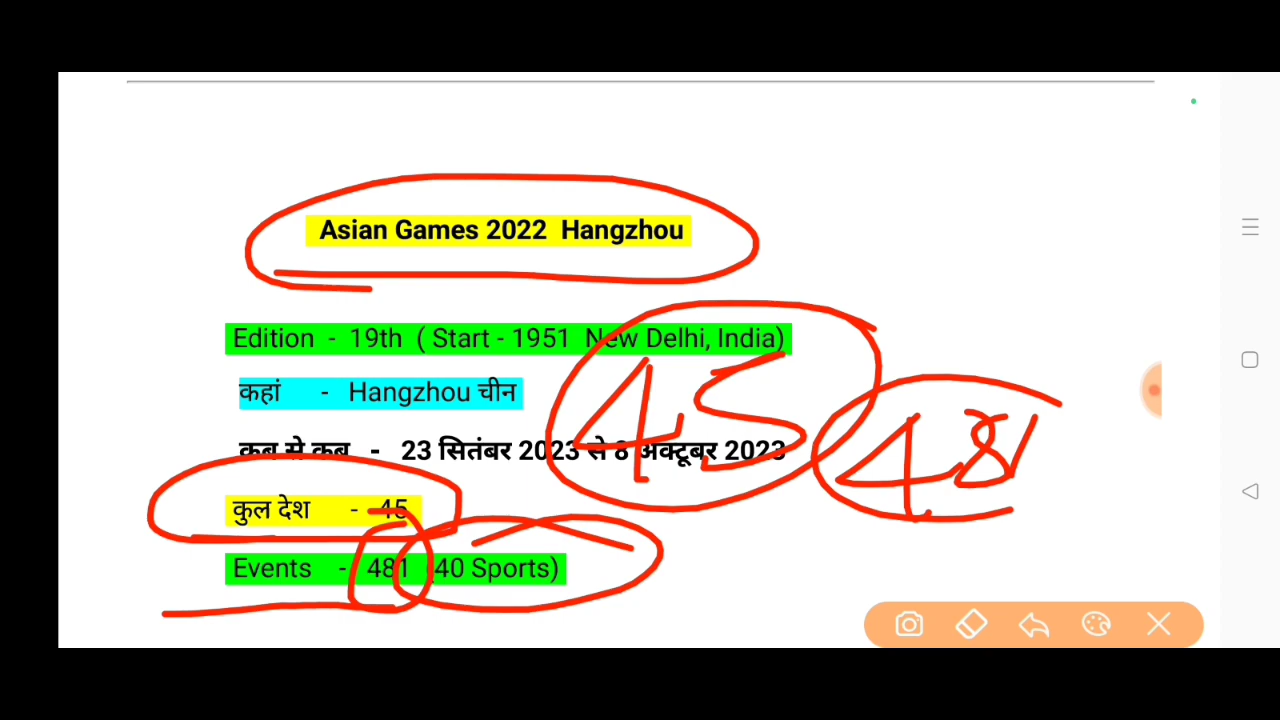 Asian Games 2022 Hangzhou
Edition - 19th ( Start - 1951 New Delhi, India)
कहां - Hangzhou चीन
कब से कब - 23 सितंबर 2023 से 8 अक्टूबर 2023
45
481
कुल देश - 45
Events - 481 (40 Sports)